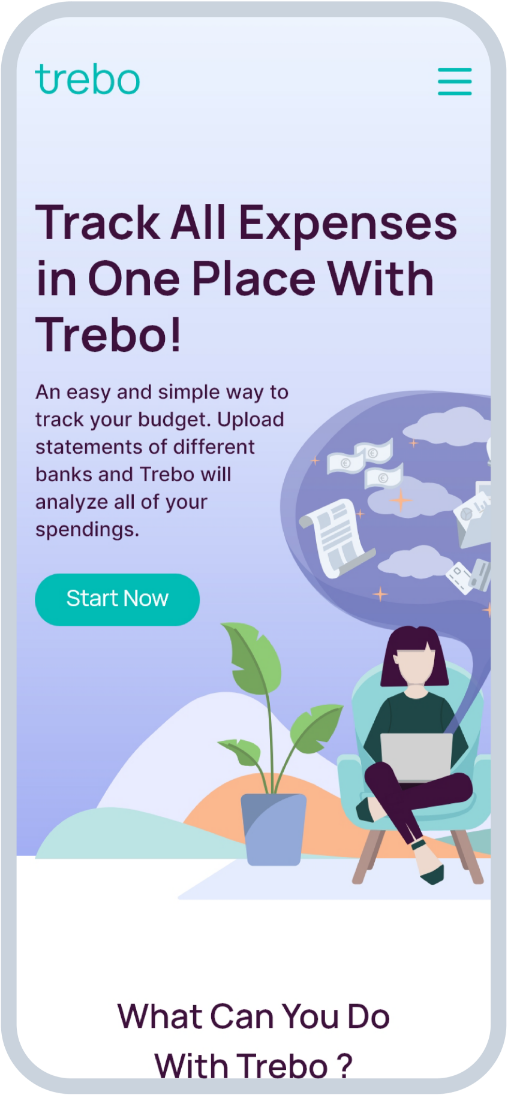 trebo
Track All Expenses
in One Place With
Trebo!
An easy and simple way to
track your budget. Upload
statements of different
banks and Trebo will
analyze all of your
spendings.
Start Now
What Can You Do
With Trebo ?